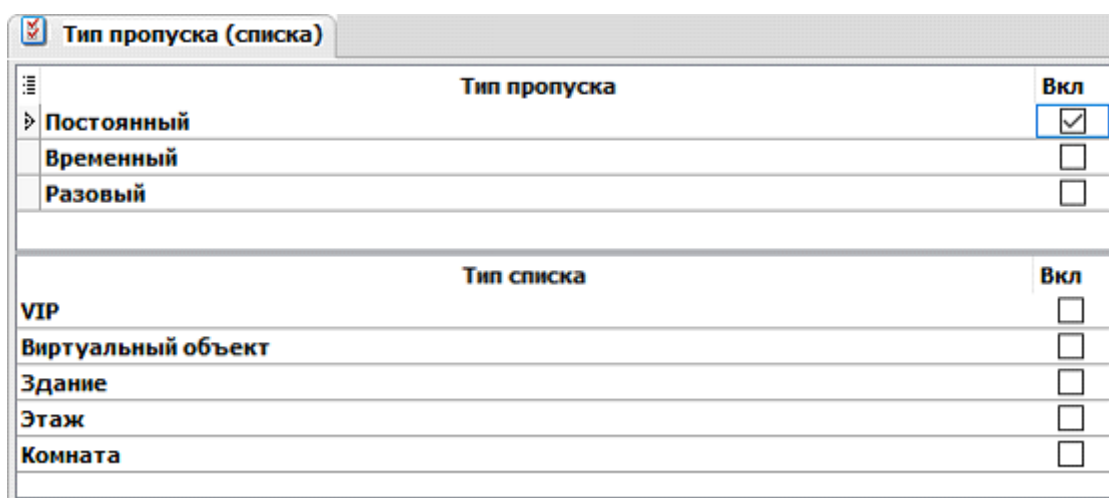 Тип пропуска (списка)
Тип пропуска Вкл
Постоянный
Временный
Разовый
Тип списка Вкл
VIP
Виртуальный объект
Здание
Этаж
Комната